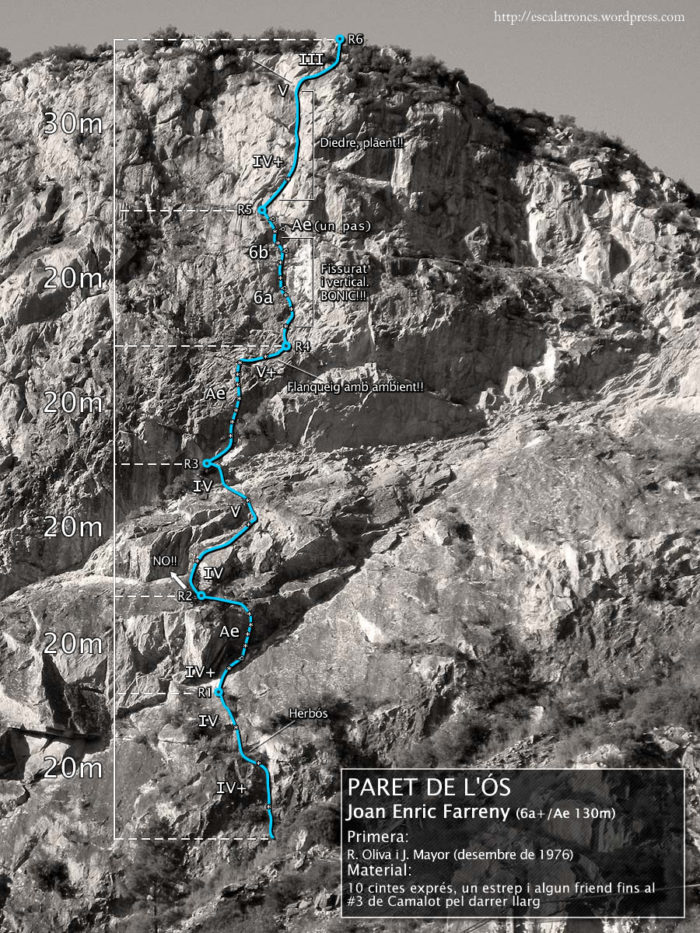 http://escalatroncs.wordpress.com
R6
III
V
30m
Diedre, plaent!!
IV+
R5
Ae (un pas)
6b
20m
Fissurat
i vertical.
BONIC!!!
6a
R4
V+
Flanqueig amb ambient!!
Ae
20m
R3
IV
V
20m
NO!!
IV
R2
Ae
20m
IV+
R1
Herbós
IV
20m
IV+
PARET DE L'ÓS
Joan Enric Farreny (6a+/Ae 130m)
Primera:
R. Oliva i J. Mayor (desembre de 1976)
Material:
10 cintes exprés, un estrep i algun friend fins al
#3 de Camalot pel darrer llarg